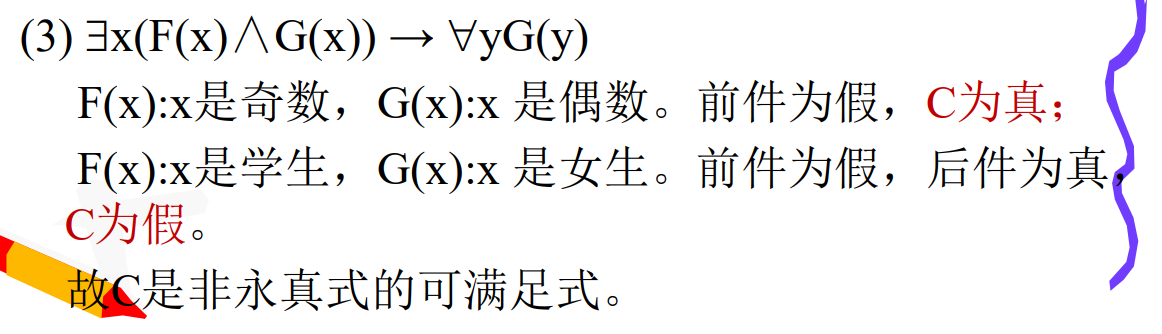 (3) ∃x(F(x)∧G(x)) → ∀yG(y)
F(x):x是奇数，G(x):x 是偶数。前件为假，C为真；
F(x):x是学生，G(x):x 是女生。前件为假，后件为真，
C为假。
故C是非永真式的可满足式。